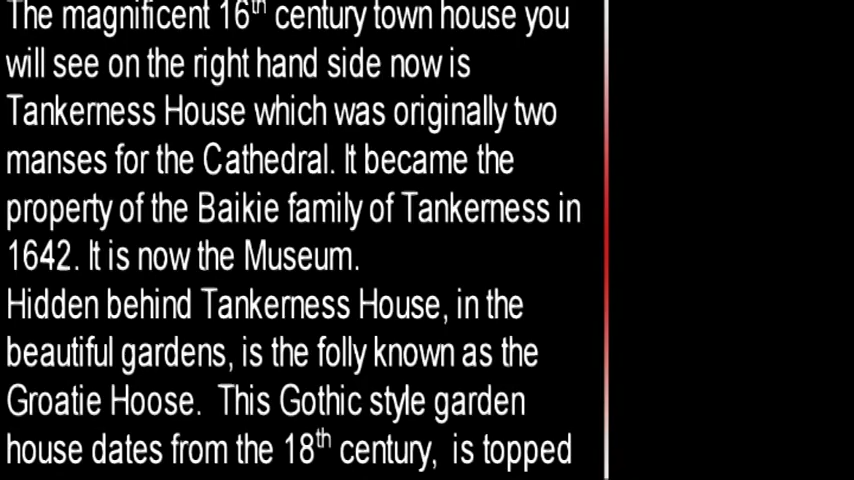 The magnificent 16th century town house you
will see on the right hand side now is
Tankerness House which was originally two
manses for the Cathedral. It became the
property of the Baikie family of Tankerness in
1642. It is now the Museum.
Hidden behind Tankerness House, in the
beautiful gardens, is the folly known as the
Groatie Hoose.  This Gothic style garden
house dates from the 18th century,  is topped